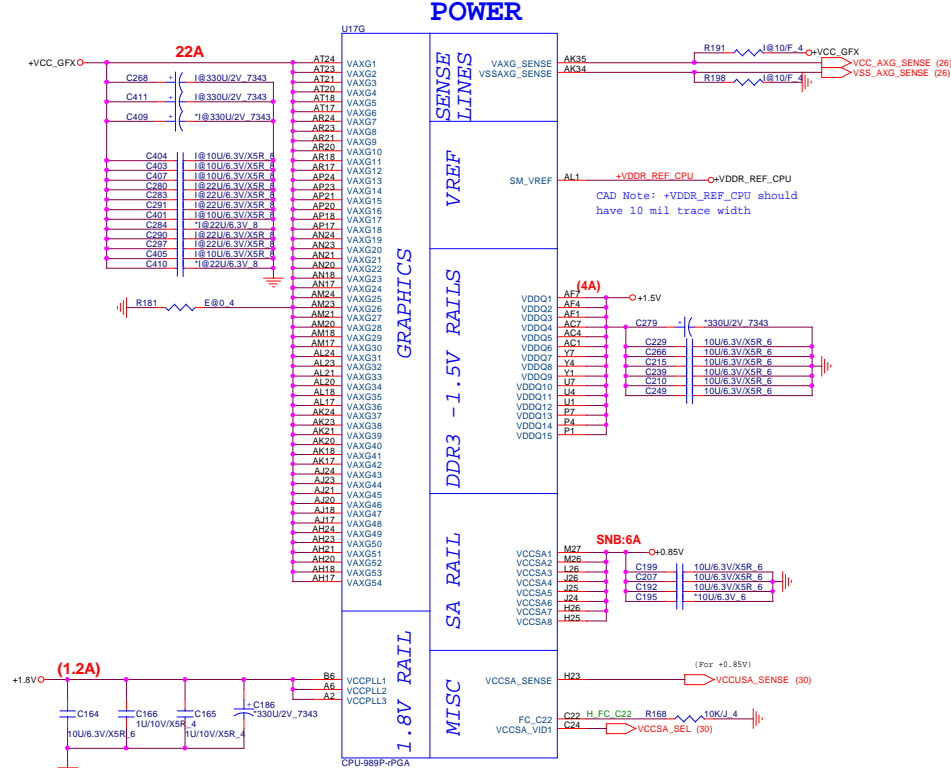 POWER
U17G
22A
+VCC_GFX
C268 I@330U/2V_7343
C411 I@330U/2V_7343
C409 *I@330U/2V_7343
C404 I@10U/6.3V/X5R_8
C403 I@10U/6.3V/X5R_8
C407 I@10U/6.3V/X5R_8
C280 I@22U/6.3V/X5R_8
C283 I@22U/6.3V/X5R_8
C291 I@22U/6.3V/X5R_8
C401 I@10U/6.3V/X5R_8
C284 *I@22U/6.3V_8
C290 I@22U/6.3V/X5R_8
C297 I@22U/6.3V/X5R_8
C405 I@10U/6.3V/X5R_8
C410 *I@22U/6.3V_8
R181 E@0_4
AT24 VAXG1
AT23 VAXG2
AT21 VAXG3
AT20 VAXG4
AT18 VAXG5
AT17 VAXG6
AR24 VAXG7
AR23 VAXG8
AR21 VAXG9
AR20 VAXG10
AR18 VAXG11
AR17 VAXG12
AP24 VAXG13
AP23 VAXG14
AP21 VAXG15
AP20 VAXG16
AP18 VAXG17
AP17 VAXG18
AN24 VAXG19
AN23 VAXG20
AN21 VAXG21
AN20 VAXG22
AN18 VAXG23
AN17 VAXG24
AM24 VAXG25
AM23 VAXG26
AM21 VAXG27
AM20 VAXG28
AM18 VAXG29
AM17 VAXG30
AL24 VAXG31
AL23 VAXG32
AL21 VAXG33
AL20 VAXG34
AL18 VAXG35
AL17 VAXG36
AK24 VAXG37
AK23 VAXG38
AK21 VAXG39
AK20 VAXG40
AK18 VAXG41
AK17 VAXG42
AJ24 VAXG43
AJ23 VAXG44
AJ21 VAXG45
AJ20 VAXG46
AJ18 VAXG47
AJ17 VAXG48
AH24 VAXG49
AH23 VAXG50
AH21 VAXG51
AH20 VAXG52
AH18 VAXG53
AH17 VAXG54
GRAPHICS
SENSE
LINES
VAXG_SENSE AK35
VSSAXG_SENSE AK34
R191 I@10/F_4 +VCC_GFX
VCC_AXG_SENSE (26)
VSS_AXG_SENSE (26)
R198 I@10/F_4
VREF
SM_VREF AL1 +VDDR_REF_CPU +VDDR_REF_CPU
CAD Note: +VDDR_REF_CPU should
have 10 mil trace width
DDR3 -1.5V RAILS
(4A)
+1.5V
VDDQ1 AF7
VDDQ2 AF4
VDDQ3 AF1
VDDQ4 AC7
VDDQ5 AC4
VDDQ6 AC1
VDDQ7 Y7
VDDQ8 Y4
VDDQ9 Y1
VDDQ10 U7
VDDQ11 U4
VDDQ12 U1
VDDQ13 P7
VDDQ14 P4
VDDQ15 P1
C279 *330U/2V_7343
C229 10U/6.3V/X5R_6
C266 10U/6.3V/X5R_6
C215 10U/6.3V/X5R_6
C239 10U/6.3V/X5R_6
C210 10U/6.3V/X5R_6
C249 10U/6.3V/X5R_6
SA RAIL
SNB:6A
+0.85V
VCCSA1 M27
VCCSA2 M26
VCCSA3 L26
VCCSA4 J26
VCCSA5 J25
VCCSA6 J24
VCCSA7 H26
VCCSA8 H25
C199 10U/6.3V/X5R_6
C207 10U/6.3V/X5R_6
C192 10U/6.3V/X5R_6
C195 *10U/6.3V_6
MISC
(For +0.85V)
VCCSA_SENSE H23 VCCUSA_SENSE (30)
FC_C22 C22 H_FC_C22 R168 10K/J_4
VCCSA_VID1 C24 VCCSA_SEL (30)
1.8V RAIL
(1.2A)
+1.8V
B6 VCCPLL1
A6 VCCPLL2
A2 VCCPLL3
C164
10U/6.3V/X5R_6
C166
1U/10V/X5R_4
C165
1U/10V/X5R_4
C186
*330U/2V_7343
CPU-989P-rPGA